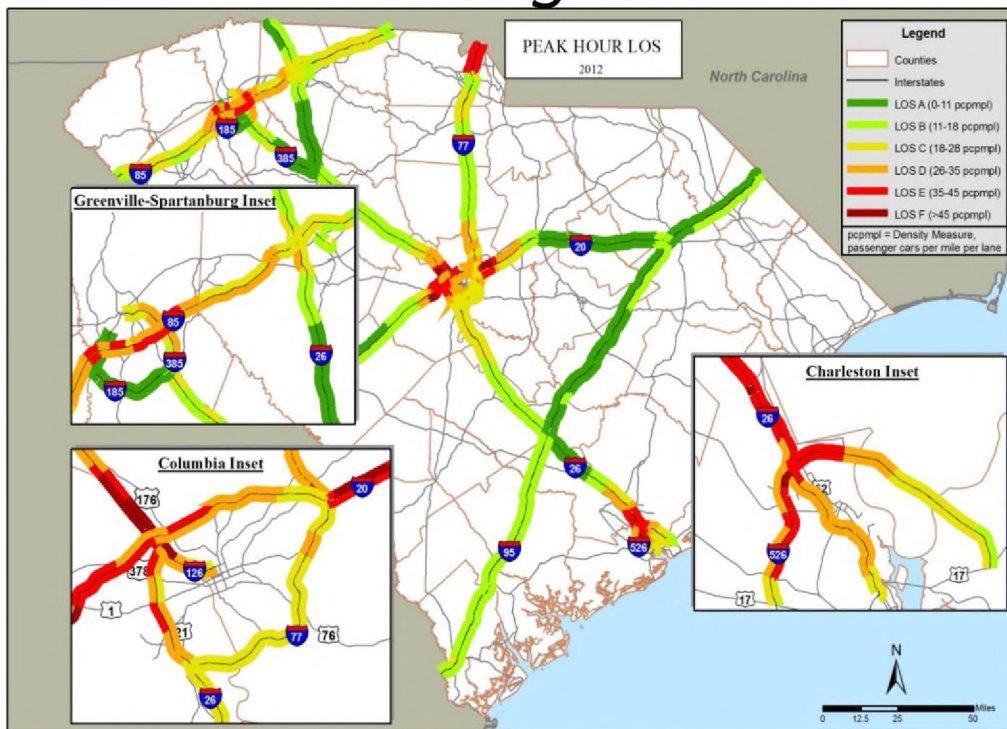 PEAK HOUR LOS
2012
North Carolina
Legend
Counties
Interstates
LOS A (0-11 pcpmpl)
LOS B (11-18 pcpmpl)
LOS C (18-28 pcpmpl)
LOS D (26-35 pcpmpl)
LOS E (35-45 pcpmpl)
LOS F (>45 pcpmpl)
pcpmpl = Density Measure,
passenger cars per mile per lane
185
385
85
77
20
26
95
526
Greenville-Spartanburg Inset
85
385
185
26
Columbia Inset
176
20
378
126
1
21
77
76
26
Charleston Inset
26
526
17
17
N
Miles
0 12.5 25 50